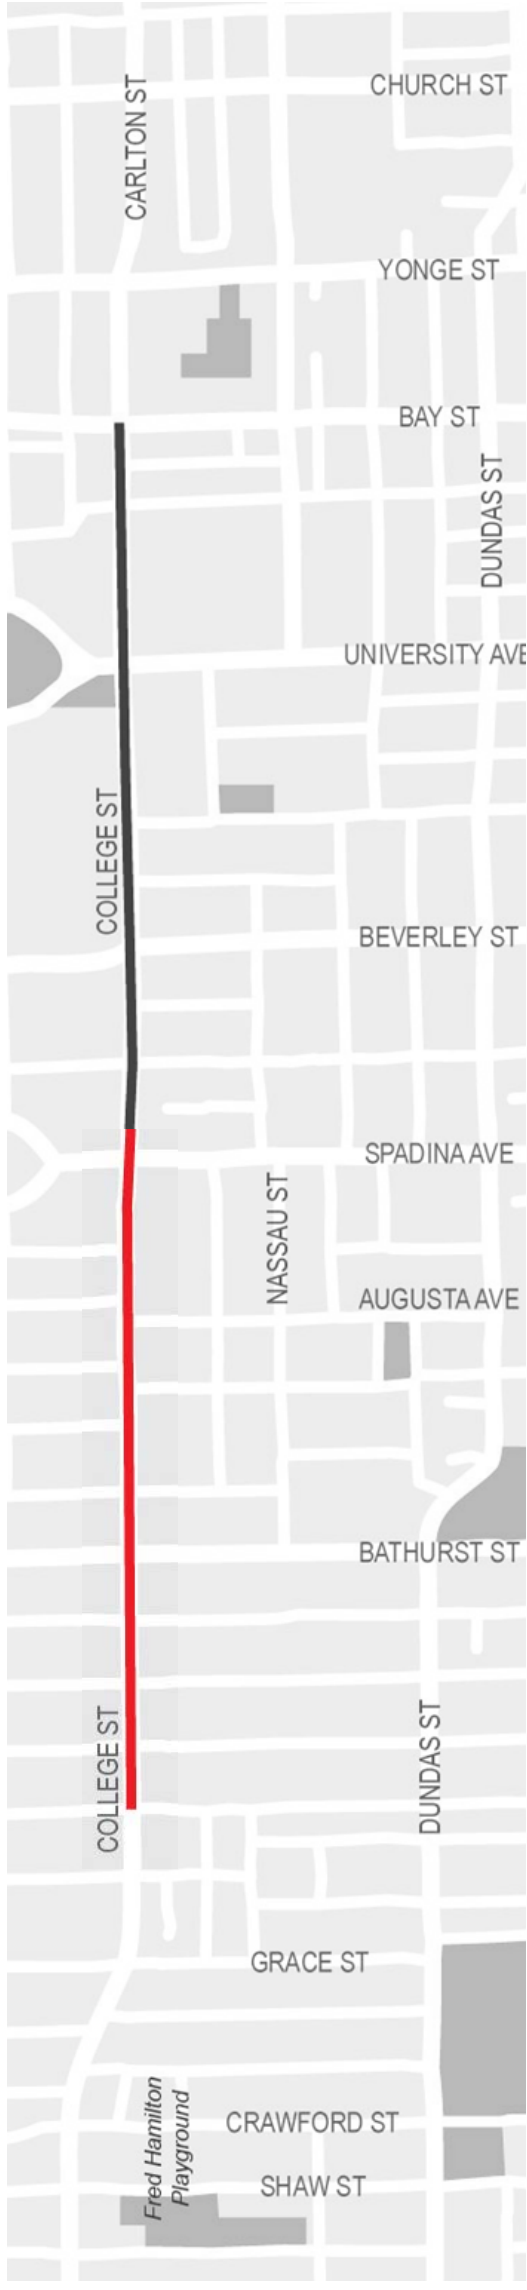 CHURCH ST
CARLTON ST
YONGE ST
BAY ST
DUNDAS ST
UNIVERSITY AVE
COLLEGE ST
BEVERLEY ST
SPADINA AVE
NASSAU ST
AUGUSTA AVE
BATHURST ST
COLLEGE ST
DUNDAS ST
GRACE ST
Fred Hamilton
Playground
CRAWFORD ST
SHAW ST